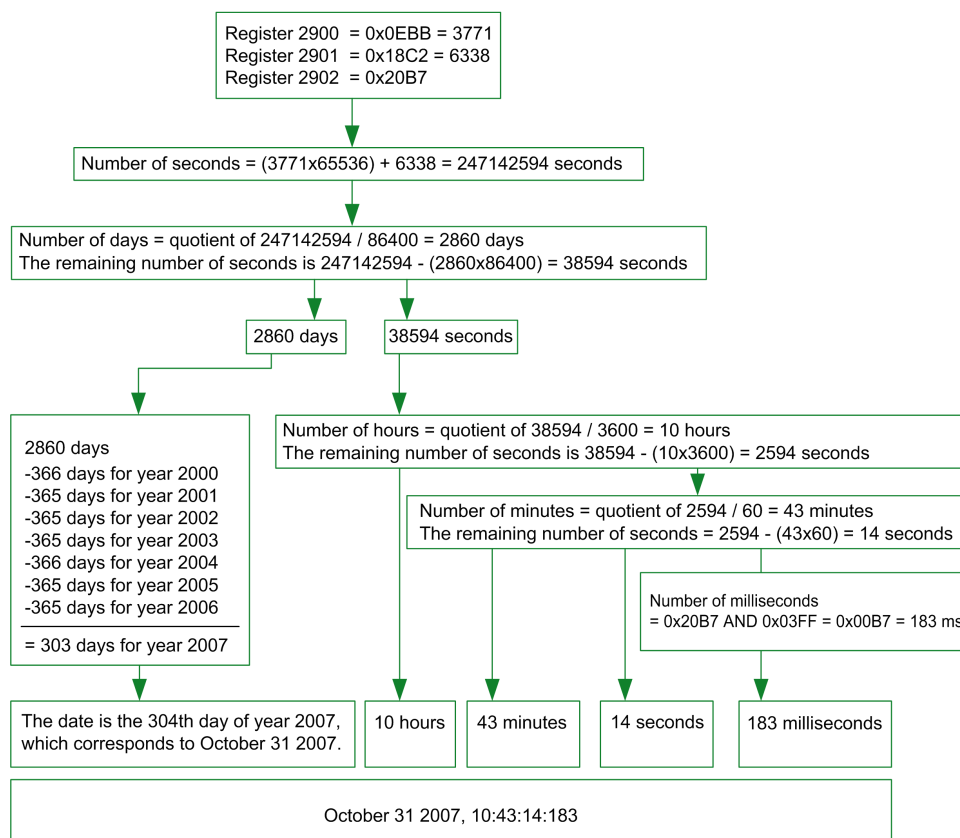 Register 2900 = 0x0EBB = 3771
Register 2901 = 0x18C2 = 6338
Register 2902 = 0x20B7
Number of seconds = (3771x65536) + 6338 = 247142594 seconds
Number of days = quotient of 247142594 / 86400 = 2860 days
The remaining number of seconds is 247142594 - (2860x86400) = 38594 seconds
2860 days
38594 seconds
2860 days
-366 days for year 2000
-365 days for year 2001
-365 days for year 2002
-365 days for year 2003
-366 days for year 2004
-365 days for year 2005
-365 days for year 2006
= 303 days for year 2007
Number of hours = quotient of 38594 / 3600 = 10 hours
The remaining number of seconds is 38594 - (10x3600) = 2594 seconds
Number of minutes = quotient of 2594 / 60 = 43 minutes
The remaining number of seconds = 2594 - (43x60) = 14 seconds
Number of milliseconds
= 0x20B7 AND 0x03FF = 0x00B7 = 183 ms
The date is the 304th day of year 2007,
which corresponds to October 31 2007.
10 hours
43 minutes
14 seconds
183 milliseconds
October 31 2007, 10:43:14:183